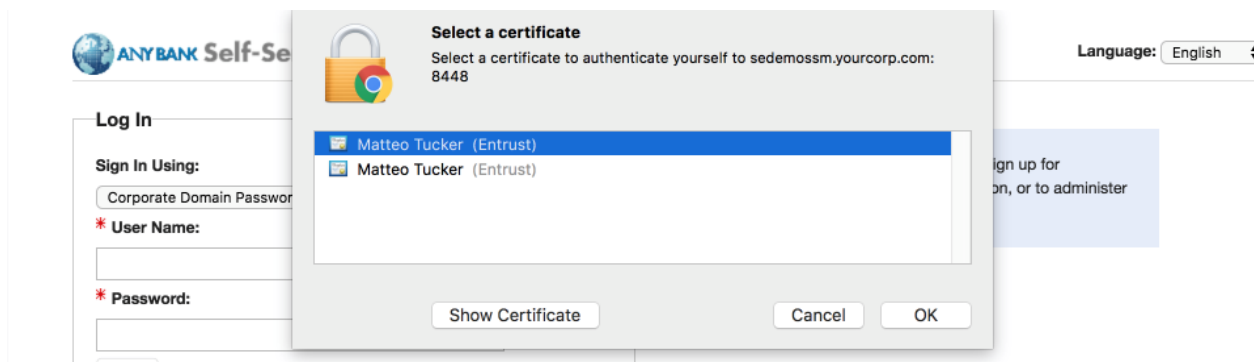 ANYBANK Self-Se
Language: English
Select a certificate
Select a certificate to authenticate yourself to sedemossm.yourcorp.com:
8448
Matteo Tucker (Entrust)
Matteo Tucker (Entrust)
Show Certificate
Cancel
OK
Log In
Sign In Using:
Corporate Domain Passwor
* User Name:
* Password:
ign up for
on, or to administer